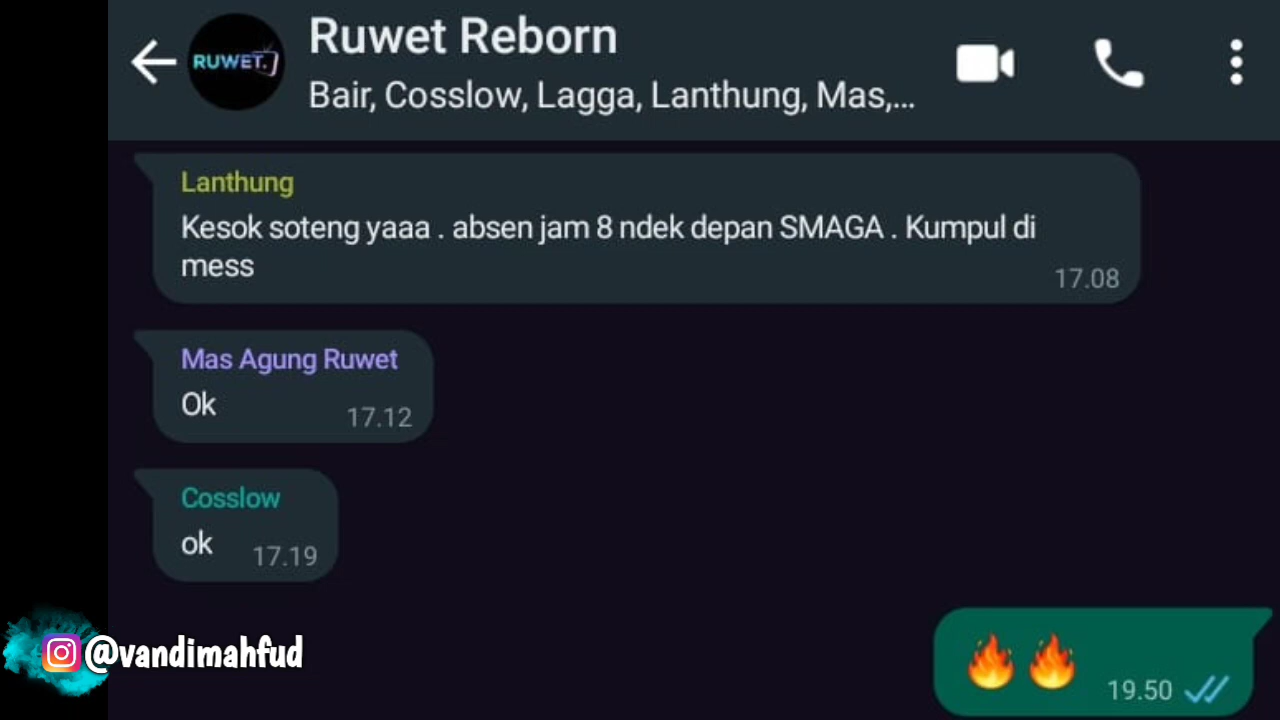 Ruwet Reborn
RUWET.
Bair, Cosslow, Lagga, Lanthung, Mas,...
Lanthung
Kesok soteng yaaa . absen jam 8 ndek depan SMAGA . Kumpul di
mess
17.08
Mas Agung Ruwet
Ok
17.12
Cosslow
ok
17.19
🔥🔥
19.50
@vandimahfud